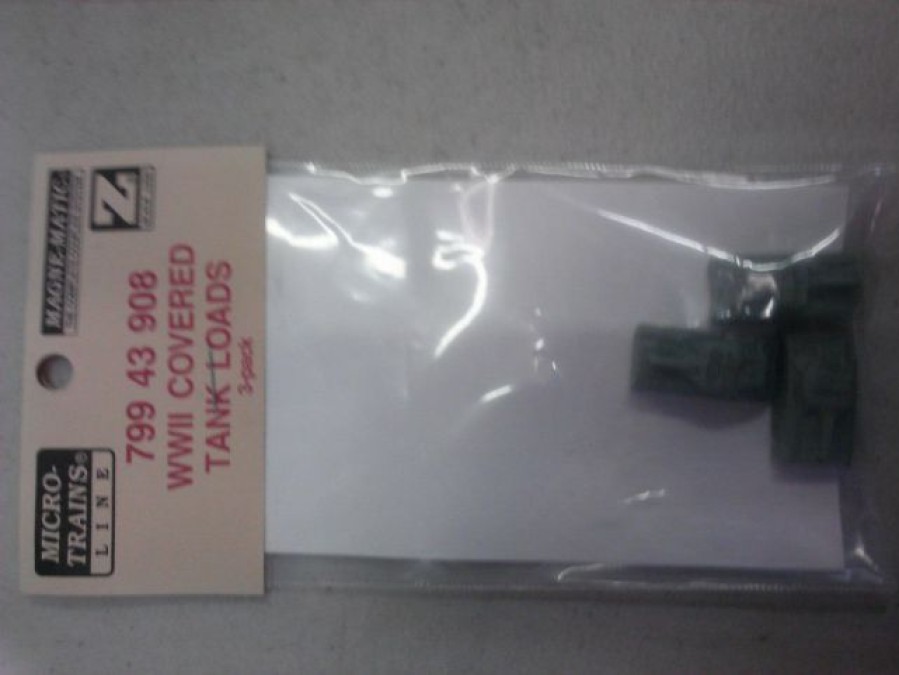 MICRO-
TRAINS®
LINE
MAGNE-MATIC
Z
799 43 908
WWII COVERED
TANK LOADS
3-pack